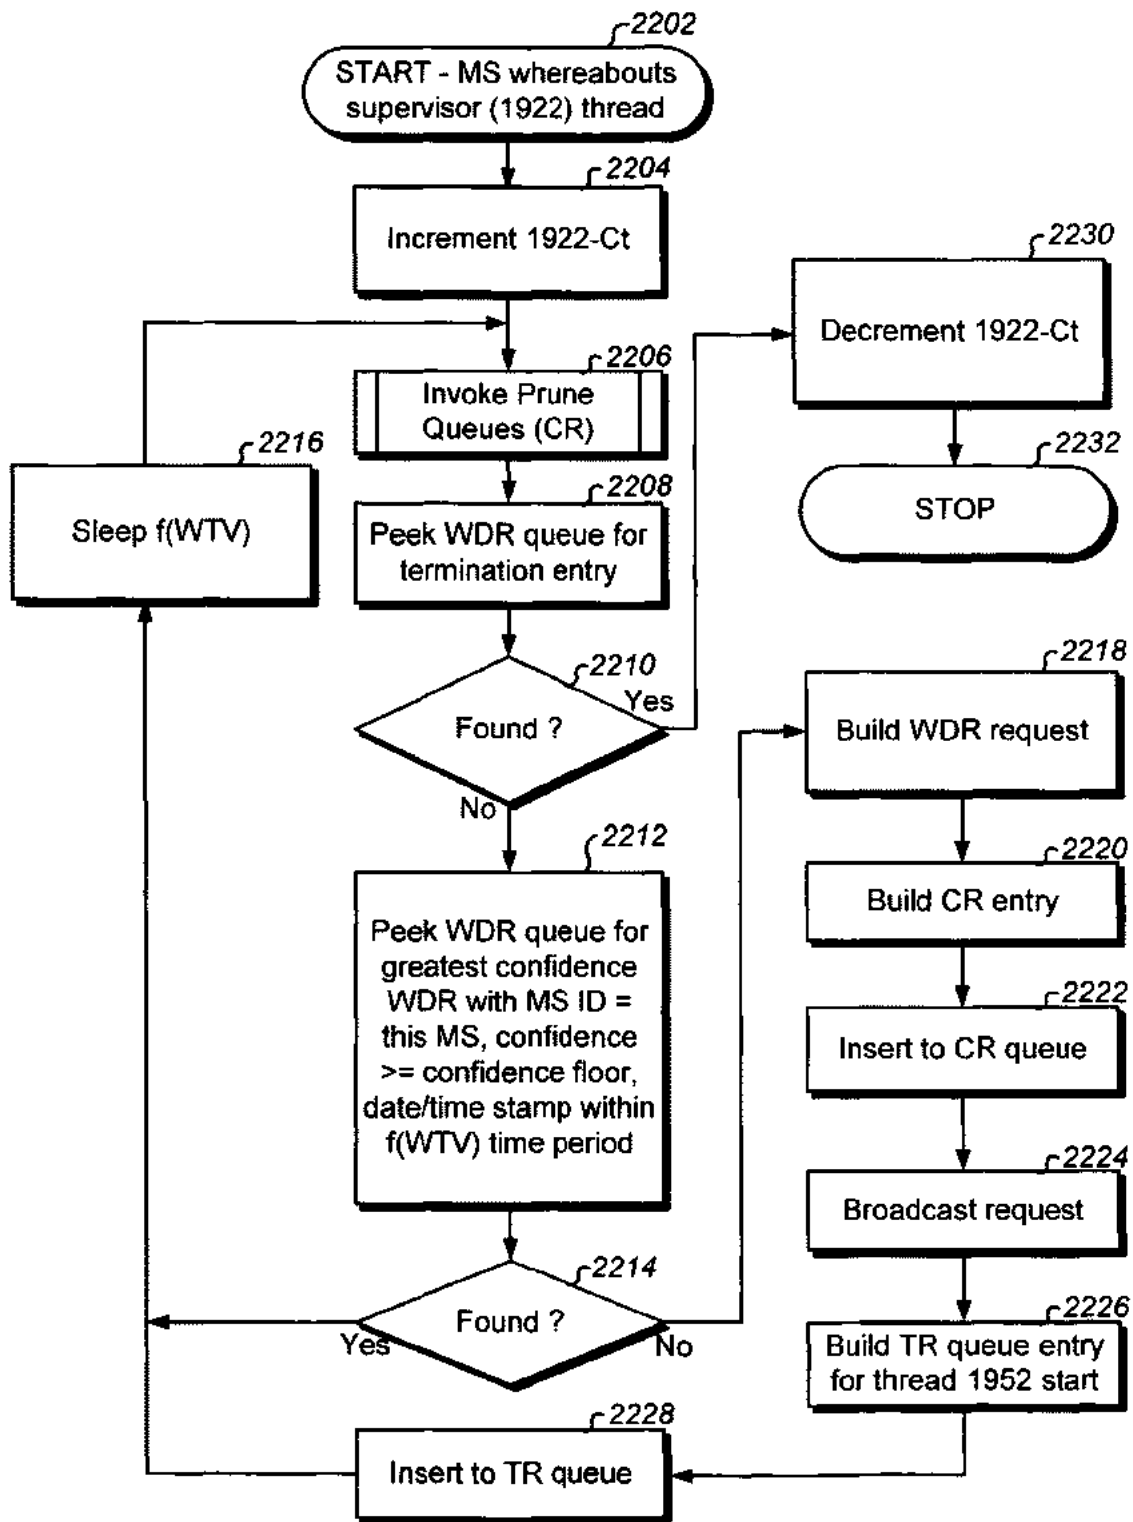 2202
START - MS whereabouts
supervisor (1922) thread
2204
Increment 1922-Ct
2230
Decrement 1922-Ct
2206
Invoke Prune
Queues (CR)
2216
Sleep f(WTV)
2232
STOP
2208
Peek WDR queue for
termination entry
2210
Found ?
Yes
No
2218
Build WDR request
2212
Peek WDR queue for
greatest confidence
WDR with MS ID =
this MS, confidence
>= confidence floor,
date/time stamp within
f(WTV) time period
2220
Build CR entry
2222
Insert to CR queue
2224
Broadcast request
2214
Found ?
Yes
No
2226
Build TR queue entry
for thread 1952 start
2228
Insert to TR queue